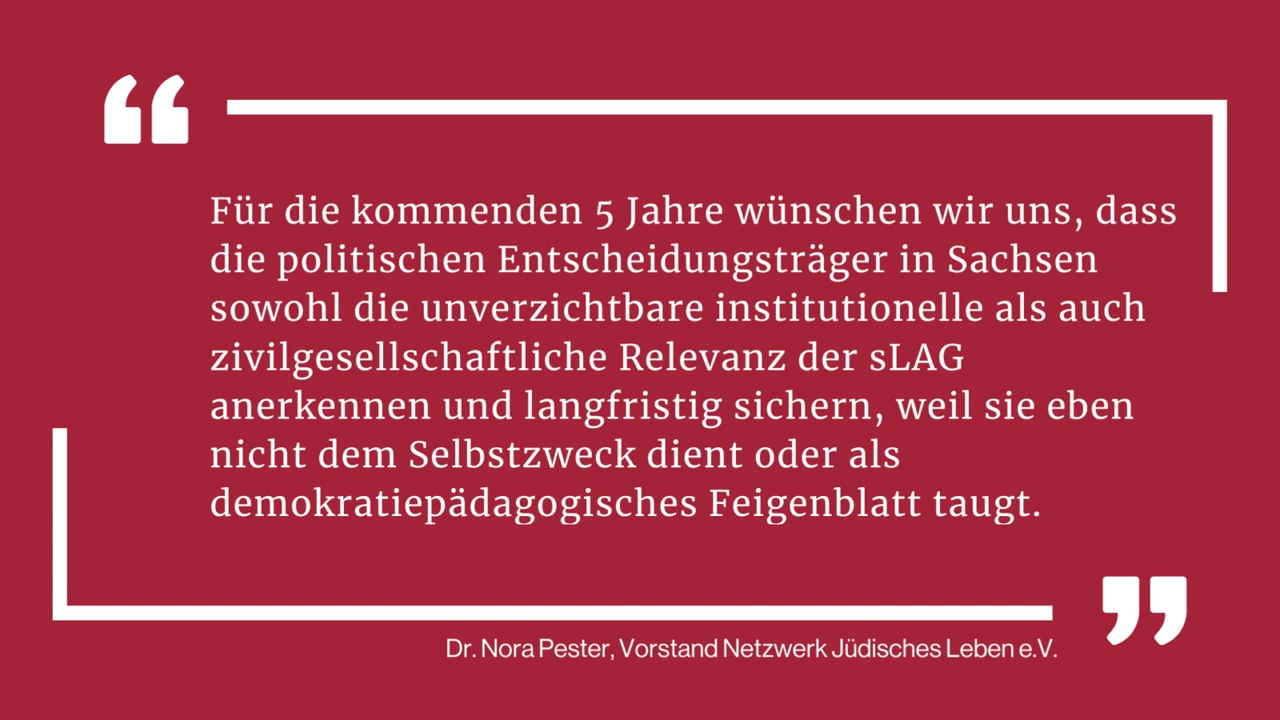 “
Für die kommenden 5 Jahre wünschen wir uns, dass
die politischen Entscheidungsträger in Sachsen
sowohl die unverzichtbare institutionelle als auch
zivilgesellschaftliche Relevanz der sLAG
anerkennen und langfristig sichern, weil sie eben
nicht dem Selbstzweck dient oder als
demokratiepädagogisches Feigenblatt taugt.
”
Dr. Nora Pester, Vorstand Netzwerk Jüdisches Leben e.V.